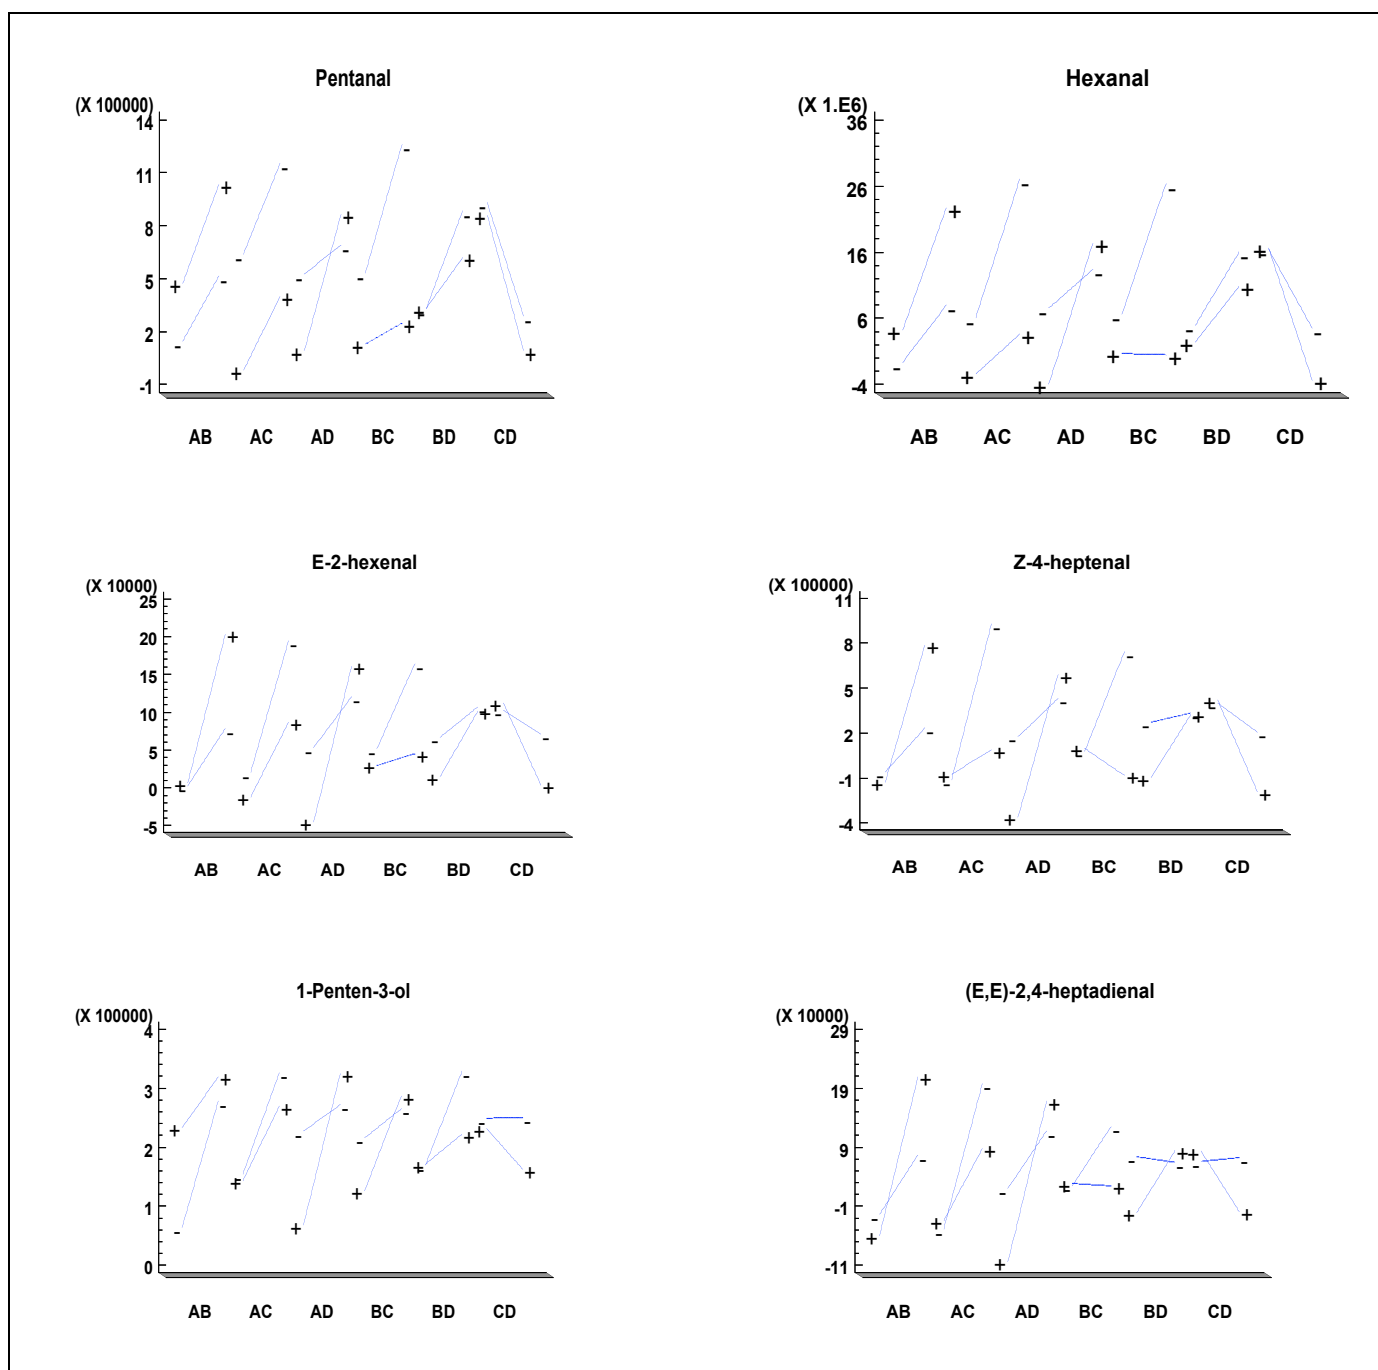 Pentanal
(X 100000)
14
11
8
5
2
-1
AB AC AD BC BD CD
Hexanal
(X 1.E6)
36
26
16
6
-4
AB AC AD BC BD CD
E-2-hexenal
(X 10000)
25
20
15
10
5
0
-5
AB AC AD BC BD CD
Z-4-heptenal
(X 100000)
11
8
5
2
-1
-4
AB AC AD BC BD CD
1-Penten-3-ol
(X 100000)
4
3
2
1
0
AB AC AD BC BD CD
(E,E)-2,4-heptadienal
(X 10000)
29
19
9
-1
-11
AB AC AD BC BD CD